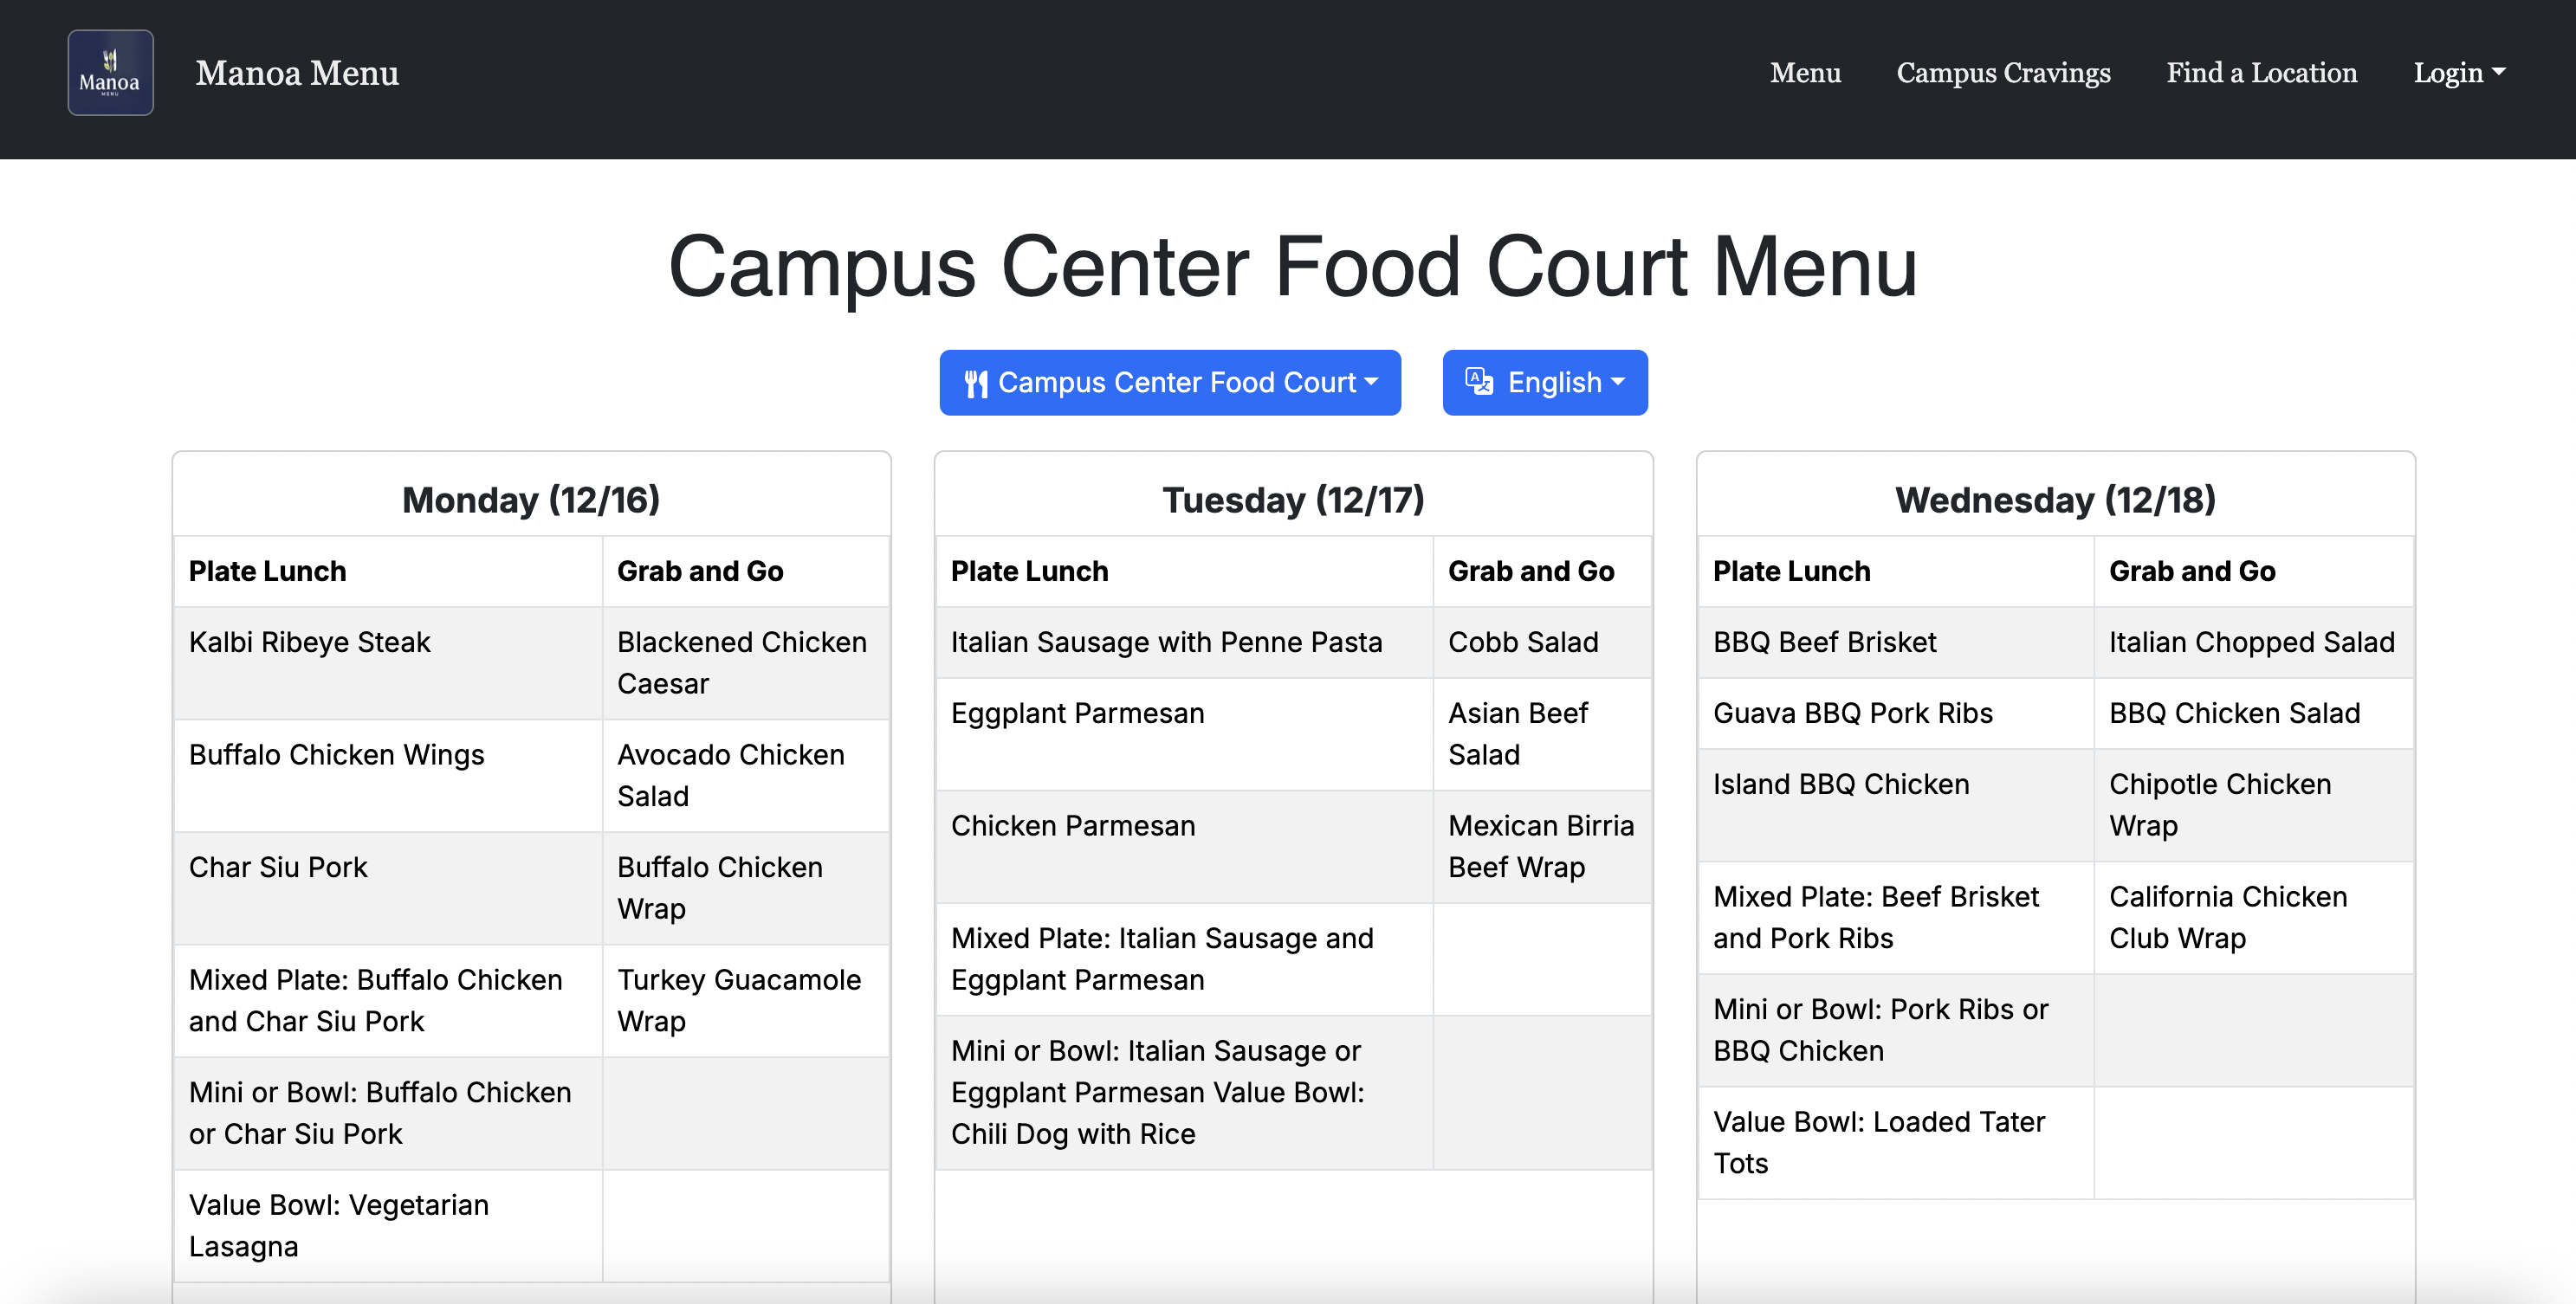 Manoa
MENU
Manoa Menu
Menu
Campus Cravings
Find a Location
Login
Campus Center Food Court Menu
Campus Center Food Court
English
Monday (12/16)
Plate Lunch
Grab and Go
Kalbi Ribeye Steak
Blackened Chicken
Caesar
Buffalo Chicken Wings
Avocado Chicken
Salad
Char Siu Pork
Buffalo Chicken
Wrap
Mixed Plate: Buffalo Chicken
and Char Siu Pork
Turkey Guacamole
Wrap
Mini or Bowl: Buffalo Chicken
or Char Siu Pork
Value Bowl: Vegetarian
Lasagna
Tuesday (12/17)
Plate Lunch
Grab and Go
Italian Sausage with Penne Pasta
Cobb Salad
Eggplant Parmesan
Asian Beef
Salad
Chicken Parmesan
Mexican Birria
Beef Wrap
Mixed Plate: Italian Sausage and
Eggplant Parmesan
Mini or Bowl: Italian Sausage or
Eggplant Parmesan Value Bowl:
Chili Dog with Rice
Wednesday (12/18)
Plate Lunch
Grab and Go
BBQ Beef Brisket
Italian Chopped Salad
Guava BBQ Pork Ribs
BBQ Chicken Salad
Island BBQ Chicken
Chipotle Chicken
Wrap
Mixed Plate: Beef Brisket
and Pork Ribs
California Chicken
Club Wrap
Mini or Bowl: Pork Ribs or
BBQ Chicken
Value Bowl: Loaded Tater
Tots